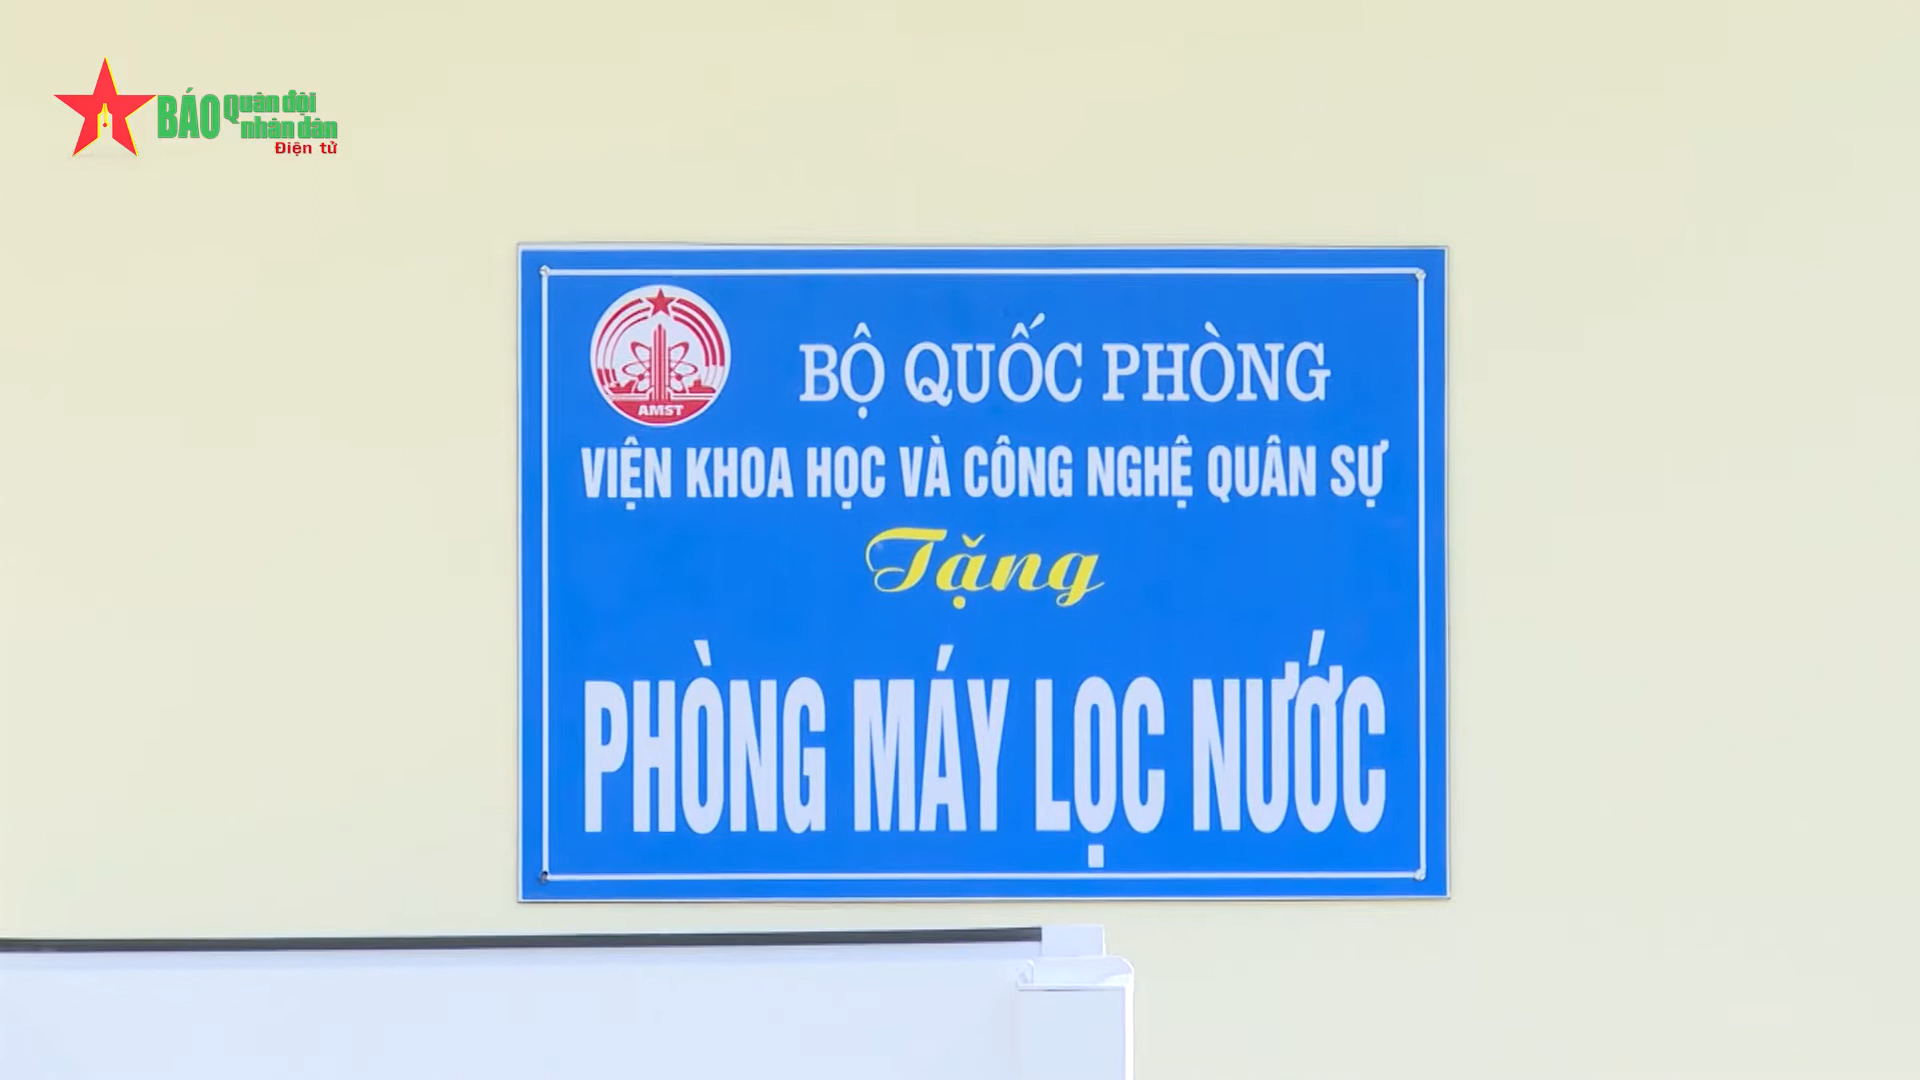 BÁO Quân đội
nhân dân
Điện tử
BỘ QUỐC PHÒNG
AMST
VIỆN KHOA HỌC VÀ CÔNG NGHỆ QUÂN SỰ
Tặng
PHÒNG MÁY LỌC NƯỚC